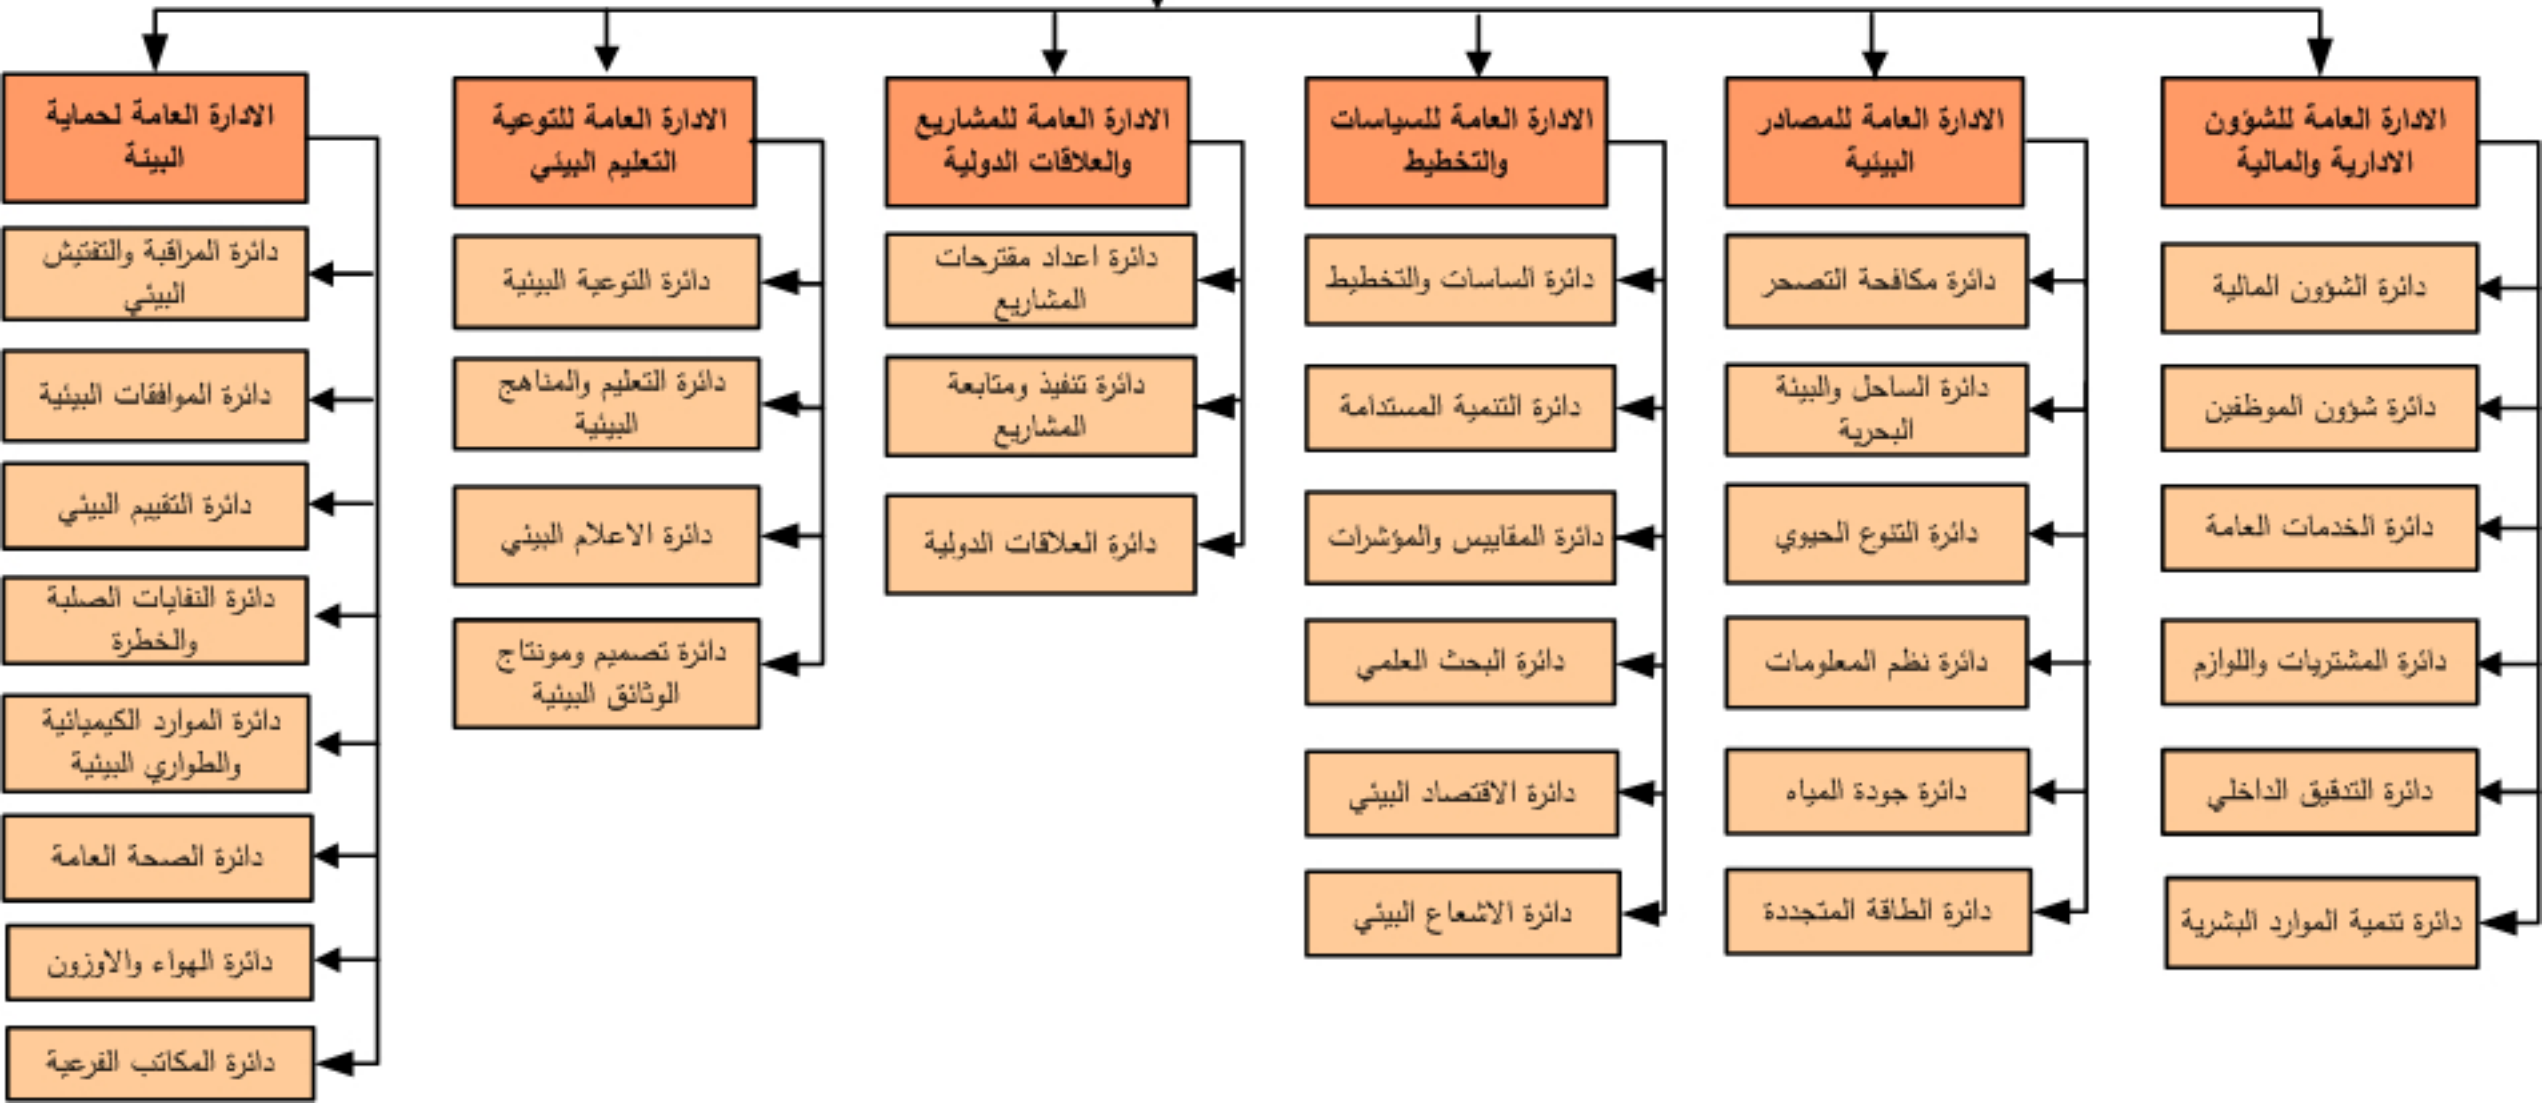 الادارة العامة للشؤون
الادارية والمالية
دائرة الشؤون المالية
دائرة شؤون الموظفين
دائرة الخدمات العامة
دائرة المشتريات واللوازم
دائرة التدقيق الداخلي
دائرة تنمية الموارد البشرية
الادارة العامة للمصادر
البيئية
دائرة مكافحة التصحر
دائرة الساحل والبيئة
البحرية
دائرة التنوع الحيوي
دائرة نظم المعلومات
دائرة جودة المياه
دائرة الطاقة المتجددة
الادارة العامة للسياسات
والتخطيط
دائرة الساسات والتخطيط
دائرة التنمية المستدامة
دائرة المقاييس والمؤشرات
دائرة البحث العلمي
دائرة الاقتصاد البيئي
دائرة الاشعاع البيئي
الادارة العامة للمشاريع
والعلاقات الدولية
دائرة اعداد مقترحات
المشاريع
دائرة تنفيذ ومتابعة
المشاريع
دائرة العلاقات الدولية
الادارة العامة للتوعية
التعليم البيئي
دائرة التوعية البيئية
دائرة التعليم والمناهج
البيئية
دائرة الاعلام البيئي
دائرة تصميم ومونتاج
الوثائق البيئية
الادارة العامة لحماية
البيئة
دائرة المراقبة والتفتيش
البيئي
دائرة الموافقات البيئية
دائرة التقييم البيئي
دائرة النفايات الصلبة
والخطرة
دائرة الموارد الكيميائية
والطواري البيئية
دائرة الصحة العامة
دائرة الهواء والاوزون
دائرة المكاتب الفرعية